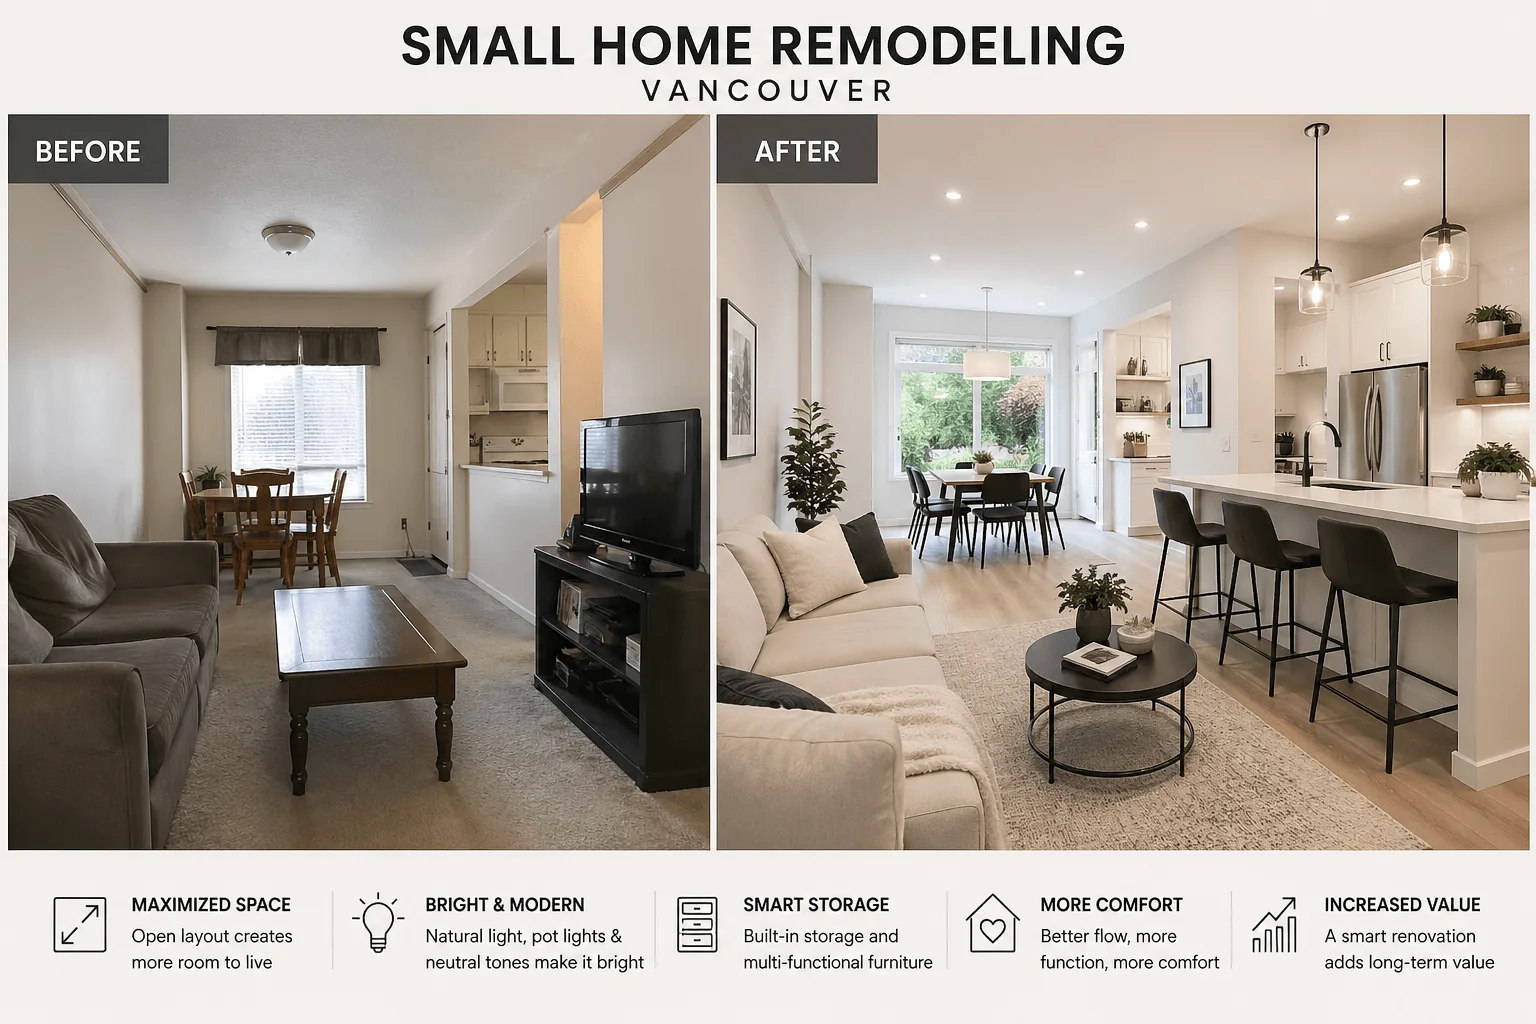 SMALL HOME REMODELING
VANCOUVER
BEFORE
AFTER
MAXIMIZED SPACE
Open layout creates
more room to live
BRIGHT & MODERN
Natural light, pot lights &
neutral tones make it bright
SMART STORAGE
Built-in storage and
multi-functional furniture
MORE COMFORT
Better flow, more
function, more comfort
INCREASED VALUE
A smart renovation
adds long-term value